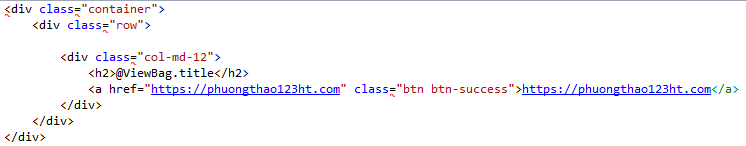 <div class="container">
<div class="row">
<div class="col-md-12">
<h2>@ViewBag.title</h2>
<a href="https://phuongthao123ht.com" class="btn btn-success">https://phuongthao123ht.com</a>
</div>
</div>
</div>